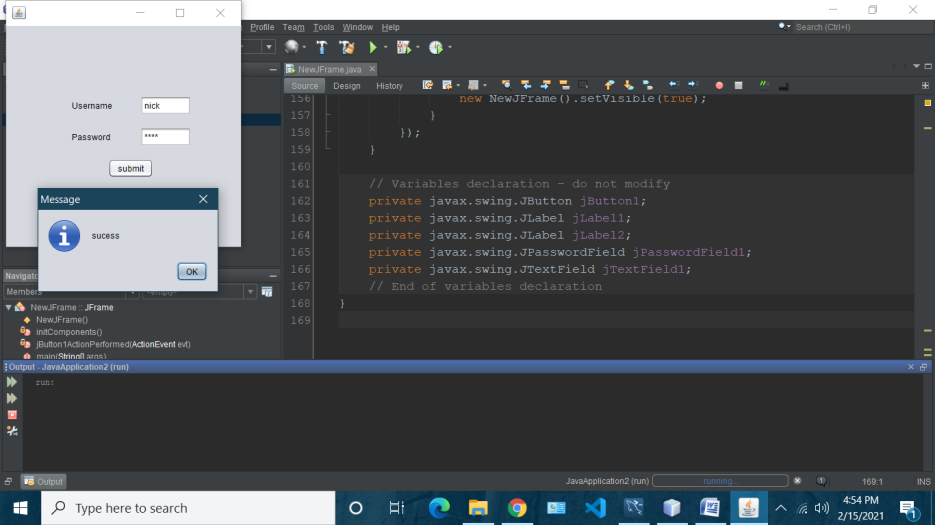 Profile Team Tools Window Help
Search (Ctrl+I)
NewJFrame.java
Source Design History
Username nick
Password ****
submit
Message
sucess
OK
156 new NewJFrame().setVisible(true);
157 }
158 });
159 }
160
161 // Variables declaration - do not modify
162 private javax.swing.JButton jButton1;
163 private javax.swing.JLabel jLabel1;
164 private javax.swing.JLabel jLabel2;
165 private javax.swing.JPasswordField jPasswordField1;
166 private javax.swing.JTextField jTextField1;
167 // End of variables declaration
168 }
169
Members <empty>
NewJFrame :: JFrame
NewJFrame()
initComponents()
jButton1ActionPerformed(ActionEvent evt)
main(String[] args)
Output - JavaApplication2 (run)
run:
Output
JavaApplication2 (run) running... 1 169:1 INS
Type here to search
4:54 PM
2/15/2021
1